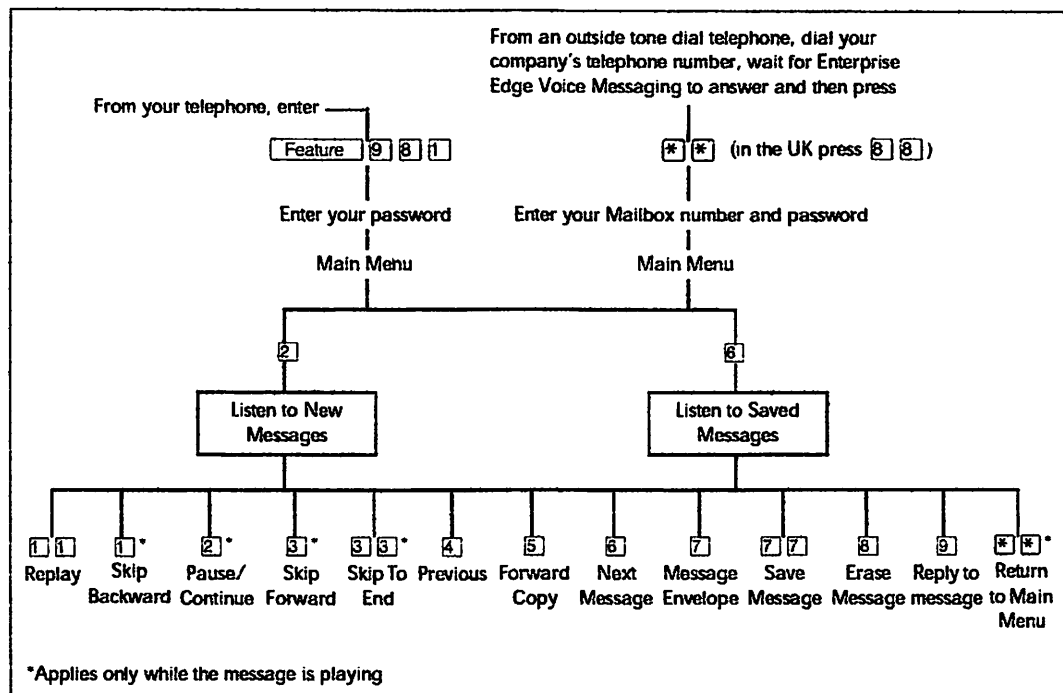 From an outside tone dial telephone, dial your
company's telephone number, wait for Enterprise
Edge Voice Messaging to answer and then press
From your telephone, enter
Feature 9 8 1
* * (in the UK press 8 8)
Enter your password
Enter your Mailbox number and password
Main Menu
Main Menu
2
6
Listen to New
Messages
Listen to Saved
Messages
1 1
Replay
1*
Skip
Backward
2*
Pause/
Continue
3*
Skip
Forward
3 3*
Skip To
End
4
Previous
5
Forward
Copy
6
Next
Message
7
Message
Envelope
7 7
Save
Message
8
Erase
Message
9
Reply to
message
* * *
Return
to Main
Menu
*Applies only while the message is playing